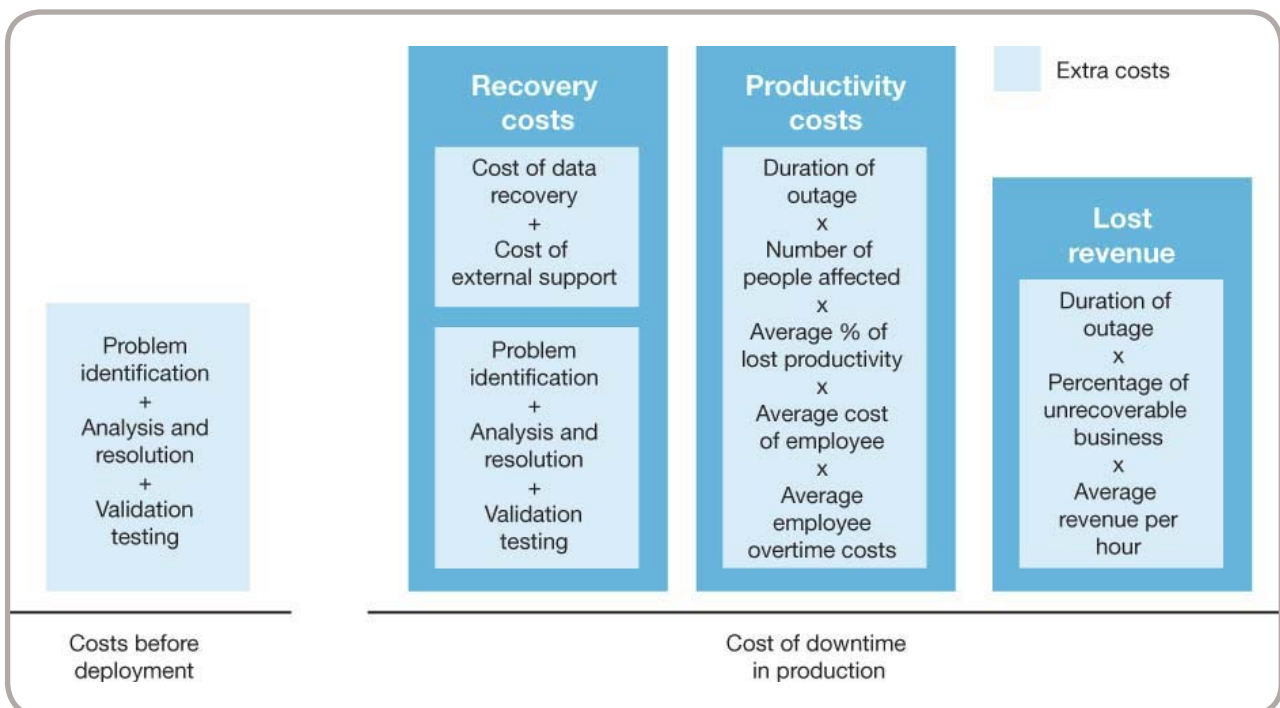 Extra costs
Recovery
costs
Cost of data
recovery
+
Cost of
external support
Problem
identification
+
Analysis and
resolution
+
Validation
testing
Productivity
costs
Duration of
outage
x
Number of
people affected
x
Average % of
lost productivity
x
Average cost
of employee
x
Average
employee
overtime costs
Lost
revenue
Duration of
outage
x
Percentage of
unrecoverable
business
x
Average
revenue per
hour
Problem
identification
+
Analysis and
resolution
+
Validation
testing
Costs before
deployment
Cost of downtime
in production